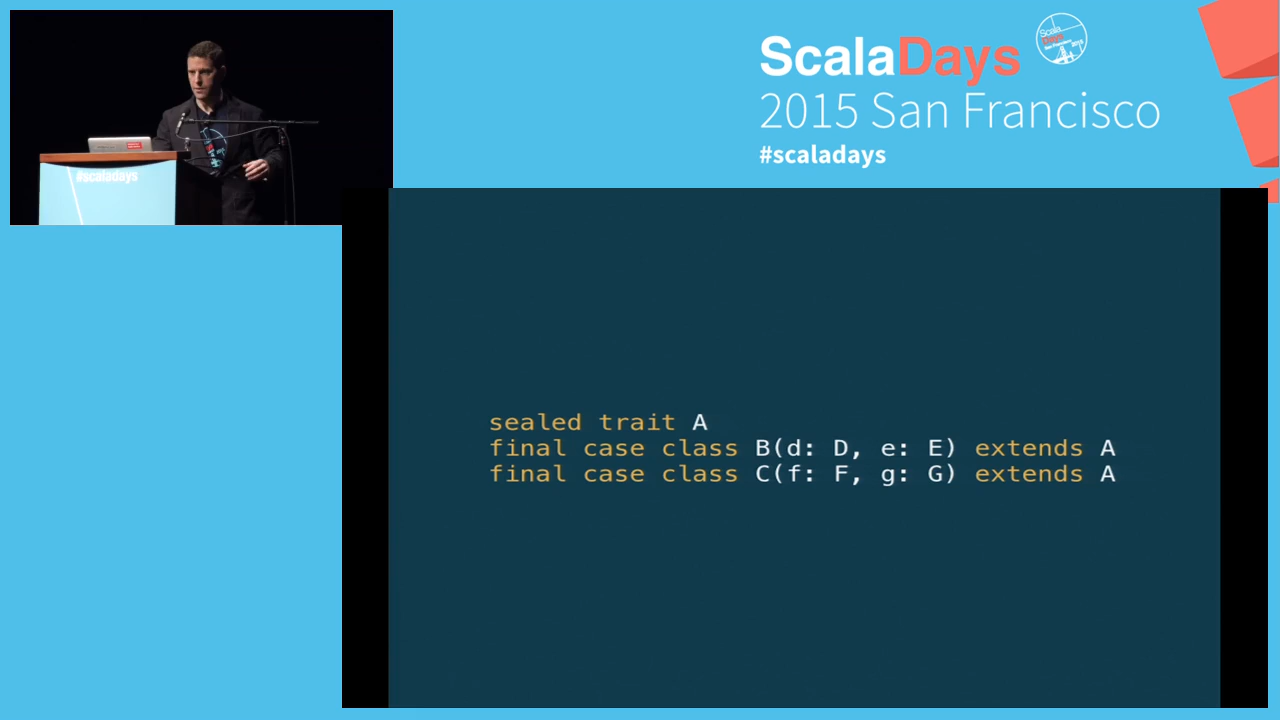 #scaladays
ScalaDays
2015 San Francisco
#scaladays
sealed trait A
final case class B(d: D, e: E) extends A
final case class C(f: F, g: G) extends A